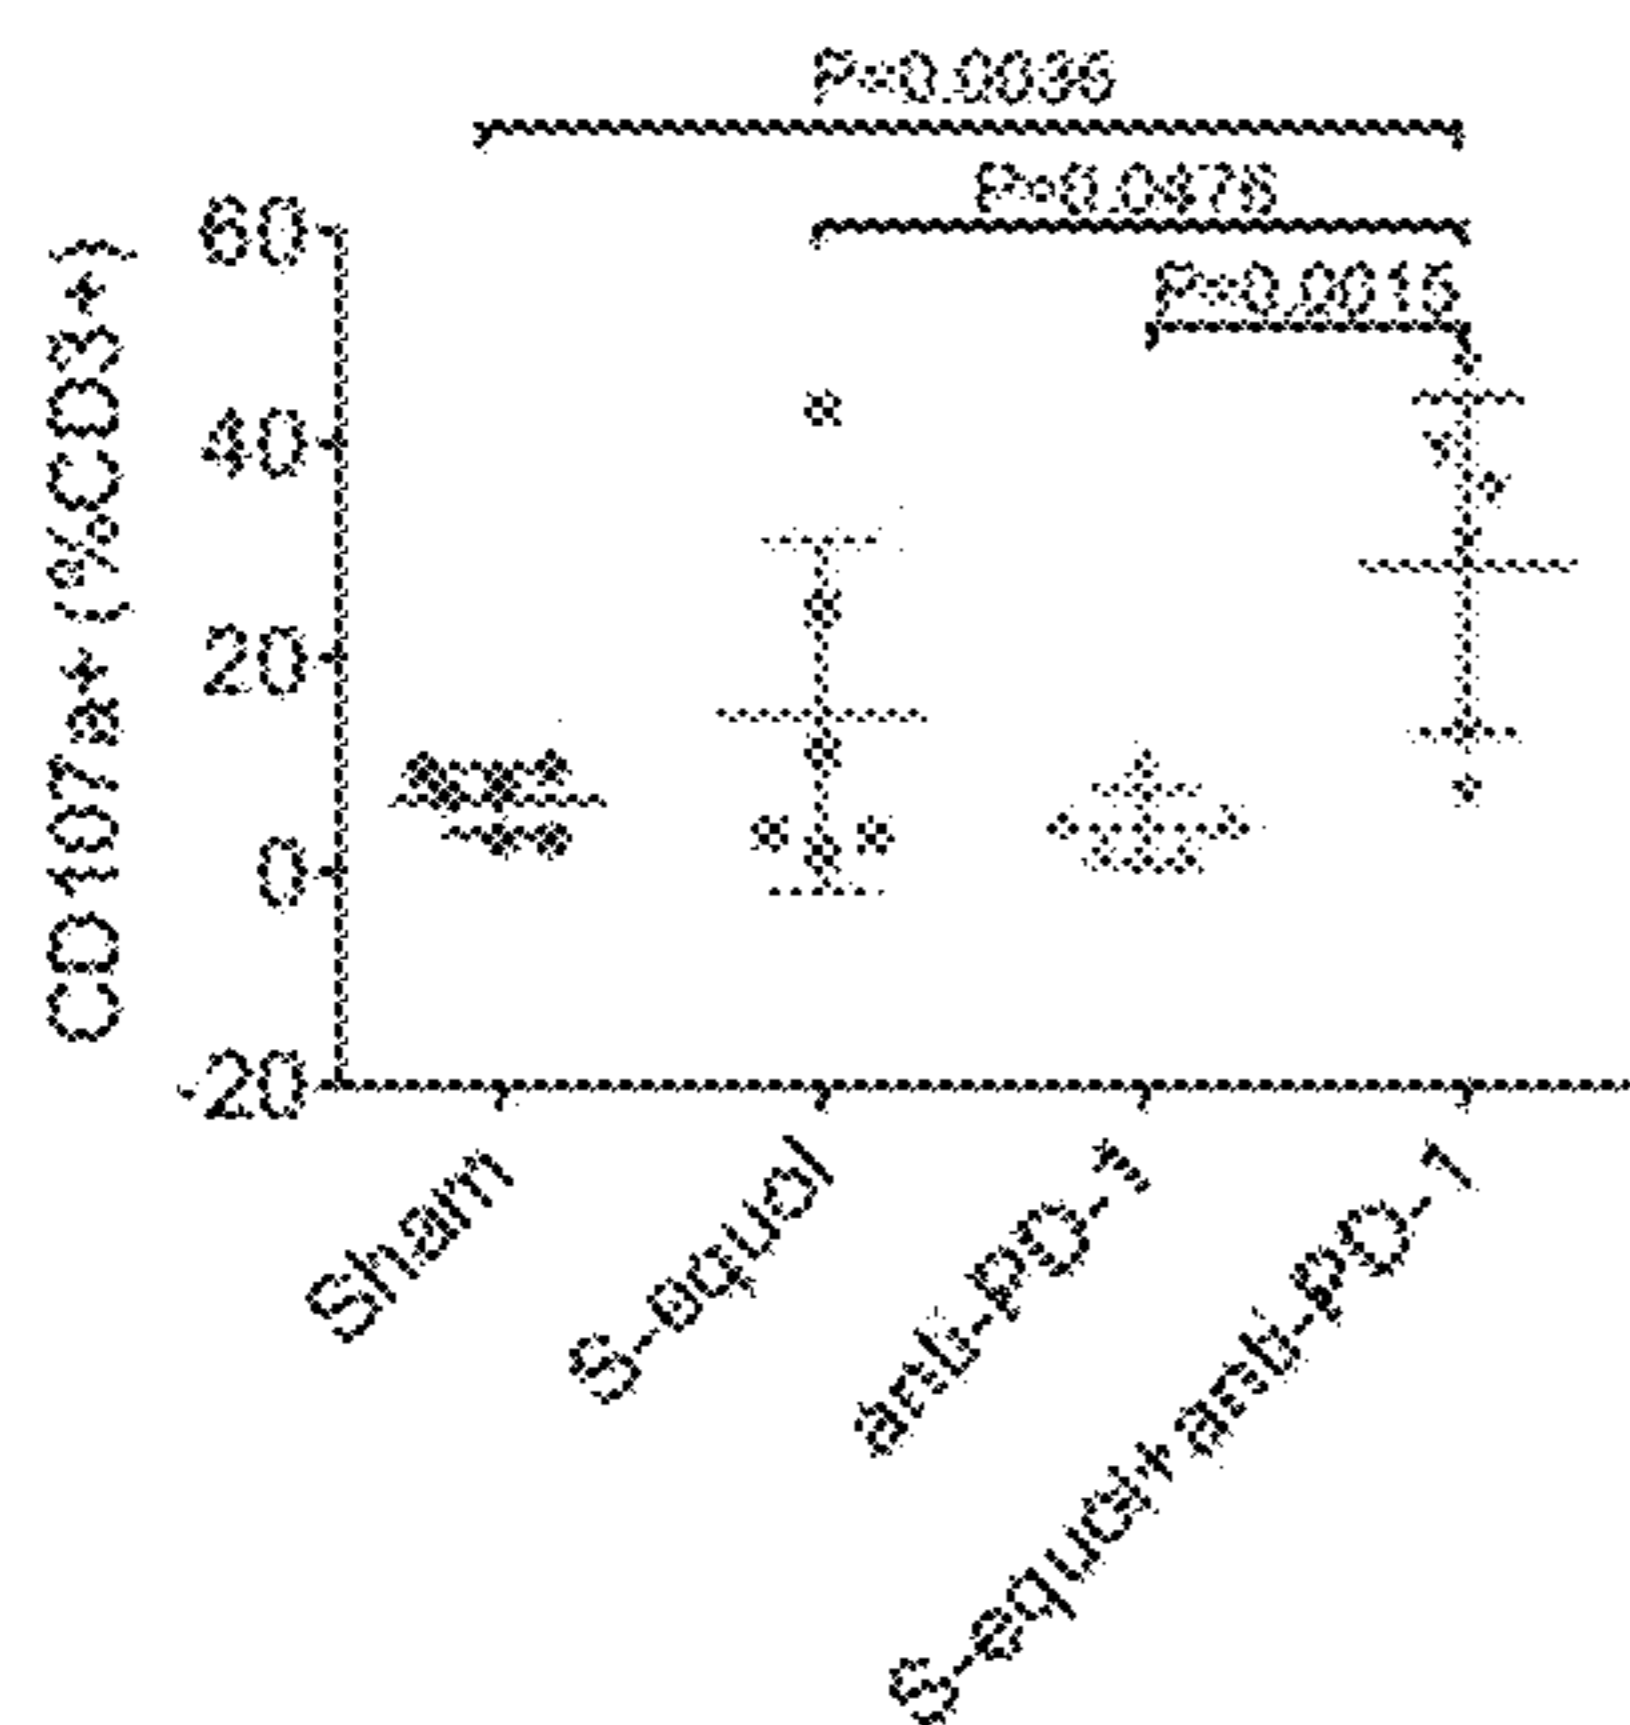 P=0.0036
P=0.0478
P=0.0015
CD107a+ (%CD3+)
60
40
20
0
-20
Sham
S-equol
anti-PD-1
S-equol+anti-PD-1